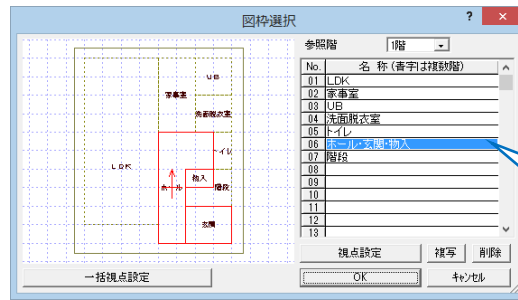 図枠選択
?
×
参照階 1階
No. 名 称(青字は複数階)
01 LDK
02 家事室
03 UB
04 洗面脱衣室
05 トイレ
06 ホール・玄関・物入
07 階段
08
09
10
11
12
13
UB
家事室
洗面脱衣室
トイレ
LDK
物入
ホール
階段
玄関
視点設定 複写 削除
一括視点設定 OK キャンセル